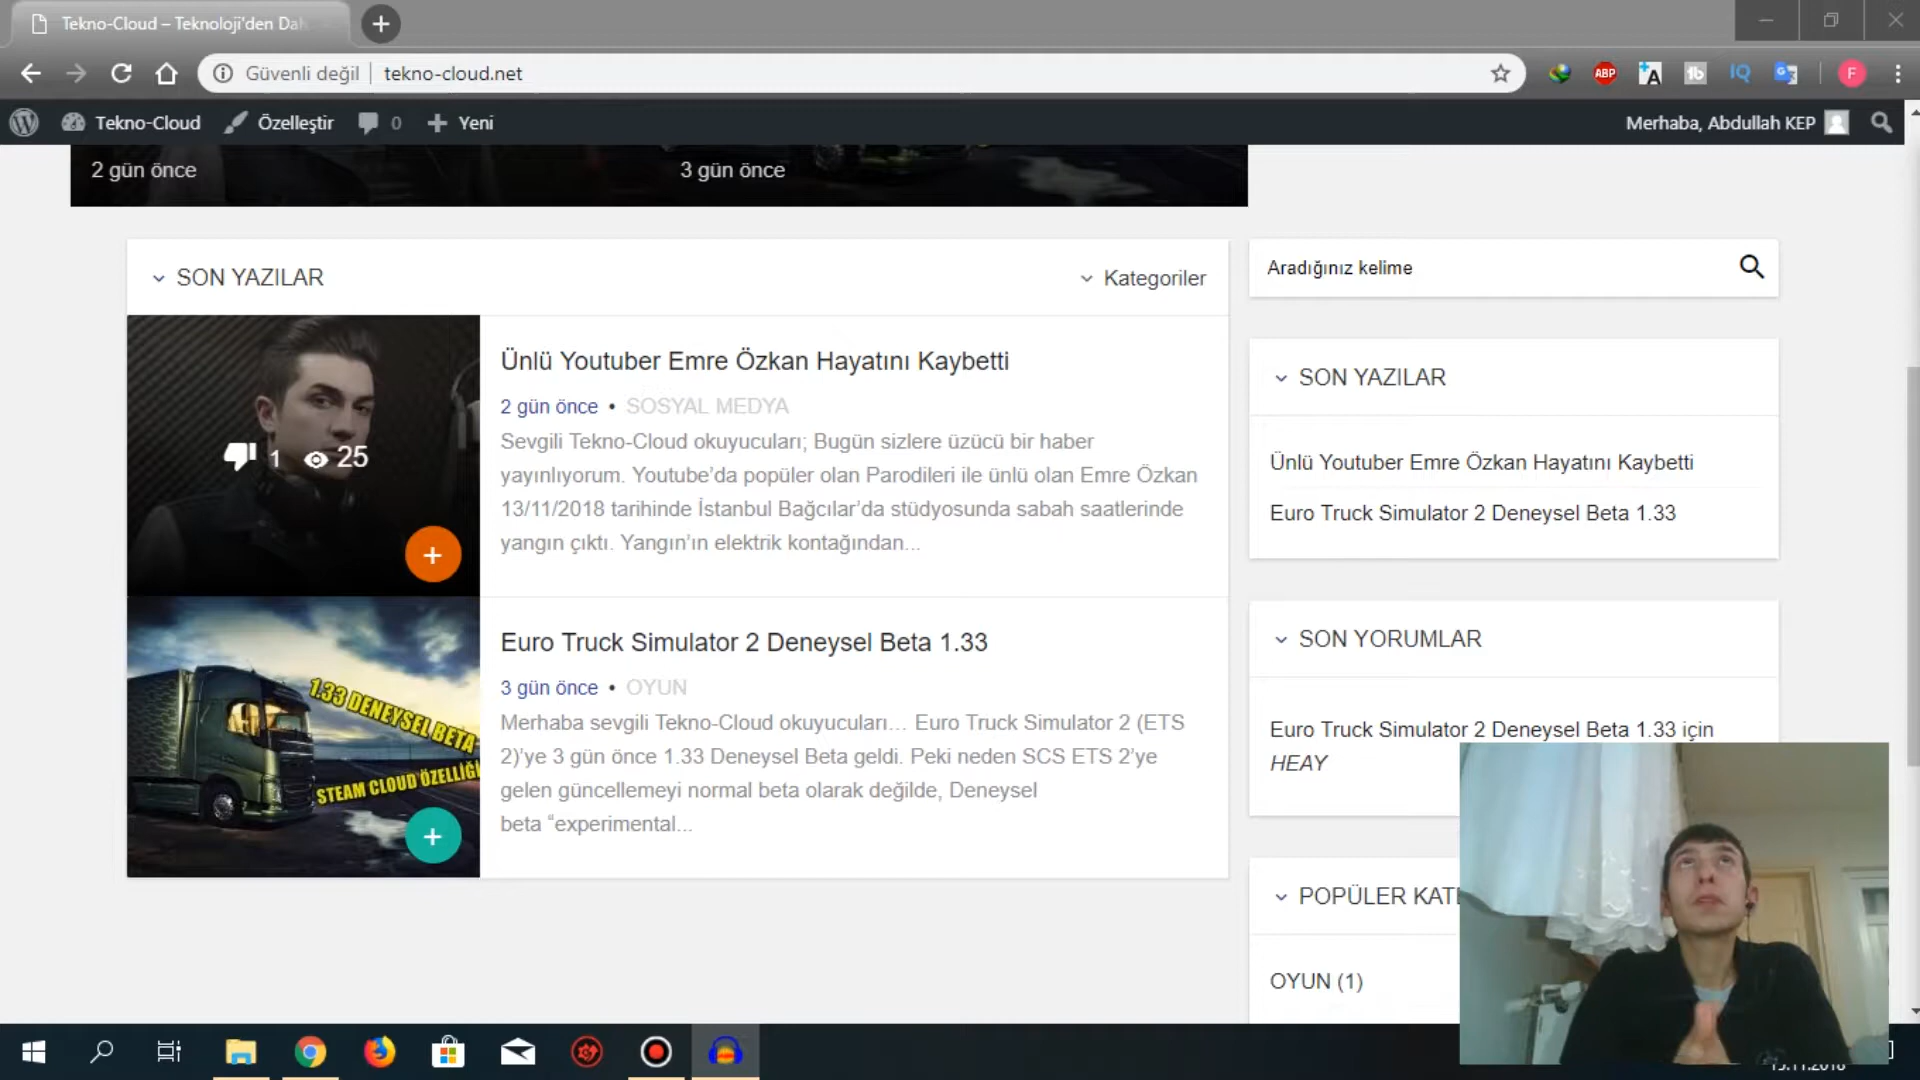 Tekno-Cloud – Teknoloji'den Dah
Güvenli değil
tekno-cloud.net
ABP
A
tb
IQ
F
Tekno-Cloud
Özelleştir
0
Yeni
Merhaba, Abdullah KEP
2 gün önce
3 gün önce
SON YAZILAR
Kategoriler
1
25
Ünlü Youtuber Emre Özkan Hayatını Kaybetti
2 gün önce • SOSYAL MEDYA
Sevgili Tekno-Cloud okuyucuları; Bugün sizlere üzücü bir haber
yayınlıyorum. Youtube'da popüler olan Parodileri ile ünlü olan Emre Özkan
13/11/2018 tarihinde İstanbul Bağcılar'da stüdyosunda sabah saatlerinde
yangın çıktı. Yangın'ın elektrik kontağından...
1.33 DENEYSEL BETA
STEAM CLOUD ÖZELLİĞİ
Euro Truck Simulator 2 Deneysel Beta 1.33
3 gün önce • OYUN
Merhaba sevgili Tekno-Cloud okuyucuları... Euro Truck Simulator 2 (ETS
2)'ye 3 gün önce 1.33 Deneysel Beta geldi. Peki neden SCS ETS 2'ye
gelen güncellemeyi normal beta olarak değilde, Deneysel
beta “experimental...
Aradığınız kelime
SON YAZILAR
Ünlü Youtuber Emre Özkan Hayatını Kaybetti
Euro Truck Simulator 2 Deneysel Beta 1.33
SON YORUMLAR
Euro Truck Simulator 2 Deneysel Beta 1.33 için
HEAY
POPÜLER KATE
OYUN (1)